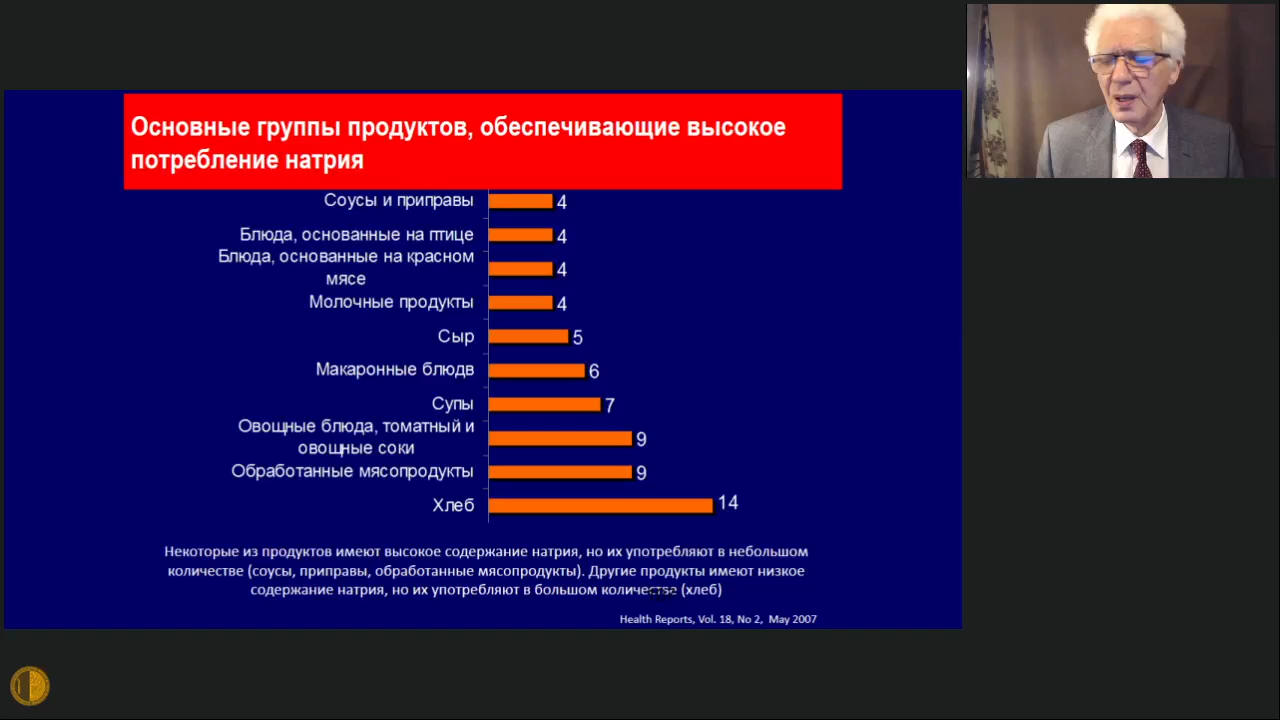 Основные группы продуктов, обеспечивающие высокое
потребление натрия
Соусы и приправы 4
Блюда, основанные на птице 4
Блюда, основанные на красном
мясе 4
Молочные продукты 4
Сыр 5
Макаронные блюдв 6
Супы 7
Овощные блюда, томатный и
овощные соки 9
Обработанные мясопродукты 9
Хлеб 14
Некоторые из продуктов имеют высокое содержание натрия, но их употребляют в небольшом
количестве (соусы, приправы, обработанные мясопродукты). Другие продукты имеют низкое
содержание натрия, но их употребляют в большом количестве (хлеб)
Health Reports, Vol. 18, No 2, May 2007